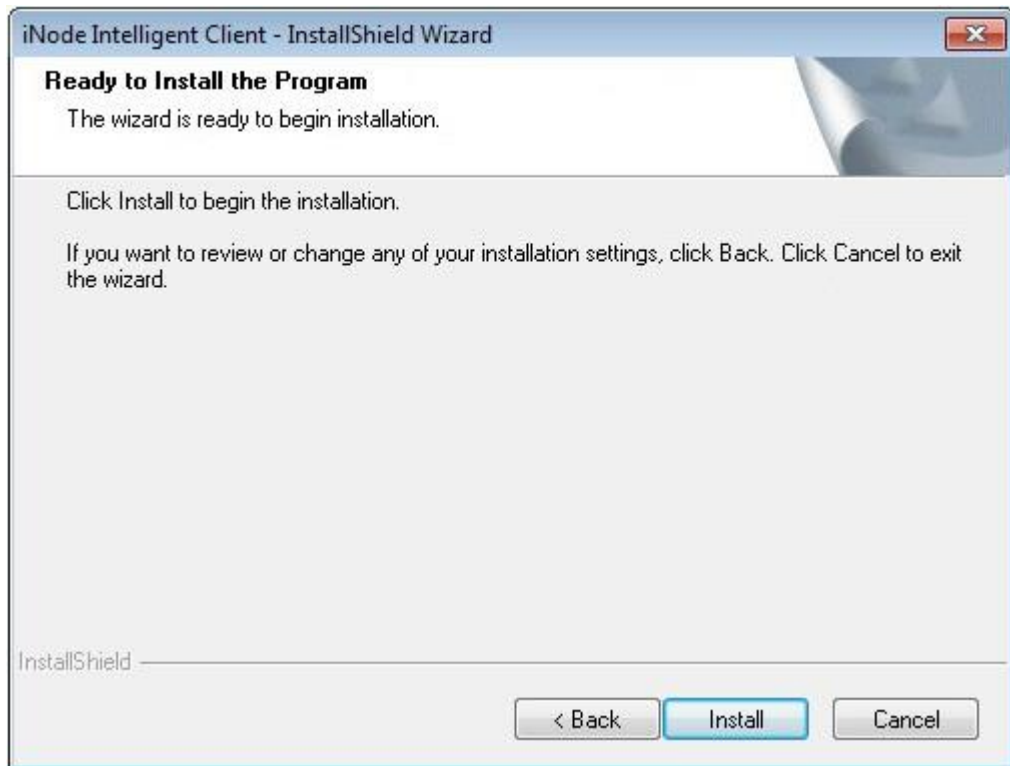 iNode Intelligent Client - InstallShield Wizard
Ready to Install the Program
The wizard is ready to begin installation.
Click Install to begin the installation.
If you want to review or change any of your installation settings, click Back. Click Cancel to exit
the wizard.
InstallShield
< Back
Install
Cancel